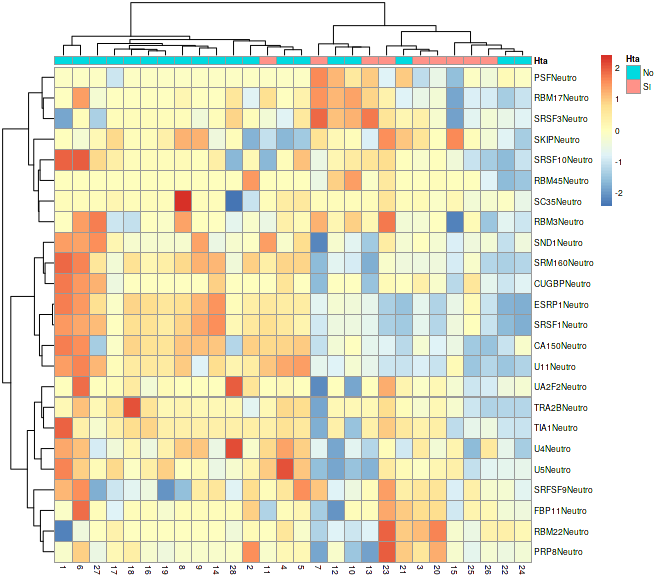 Hta
PSFNeutro
RBM17Neutro
SRSF3Neutro
SKIPNeutro
SRSF10Neutro
RBM45Neutro
SC35Neutro
RBM3Neutro
SND1Neutro
SRM160Neutro
CUGBPNeutro
ESRP1Neutro
SRSF1Neutro
CA150Neutro
U11Neutro
UA2F2Neutro
TRA2BNeutro
TIA1Neutro
U4Neutro
U5Neutro
SRFSF9Neutro
FBP11Neutro
RBM22Neutro
PRP8Neutro
1 6 27 17 18 16 19 8 9 14 28 2 11 4 5 7 12 10 13 23 21 3 20 15 25 26 22 24
2
1
0
-1
-2
Hta
No
Si